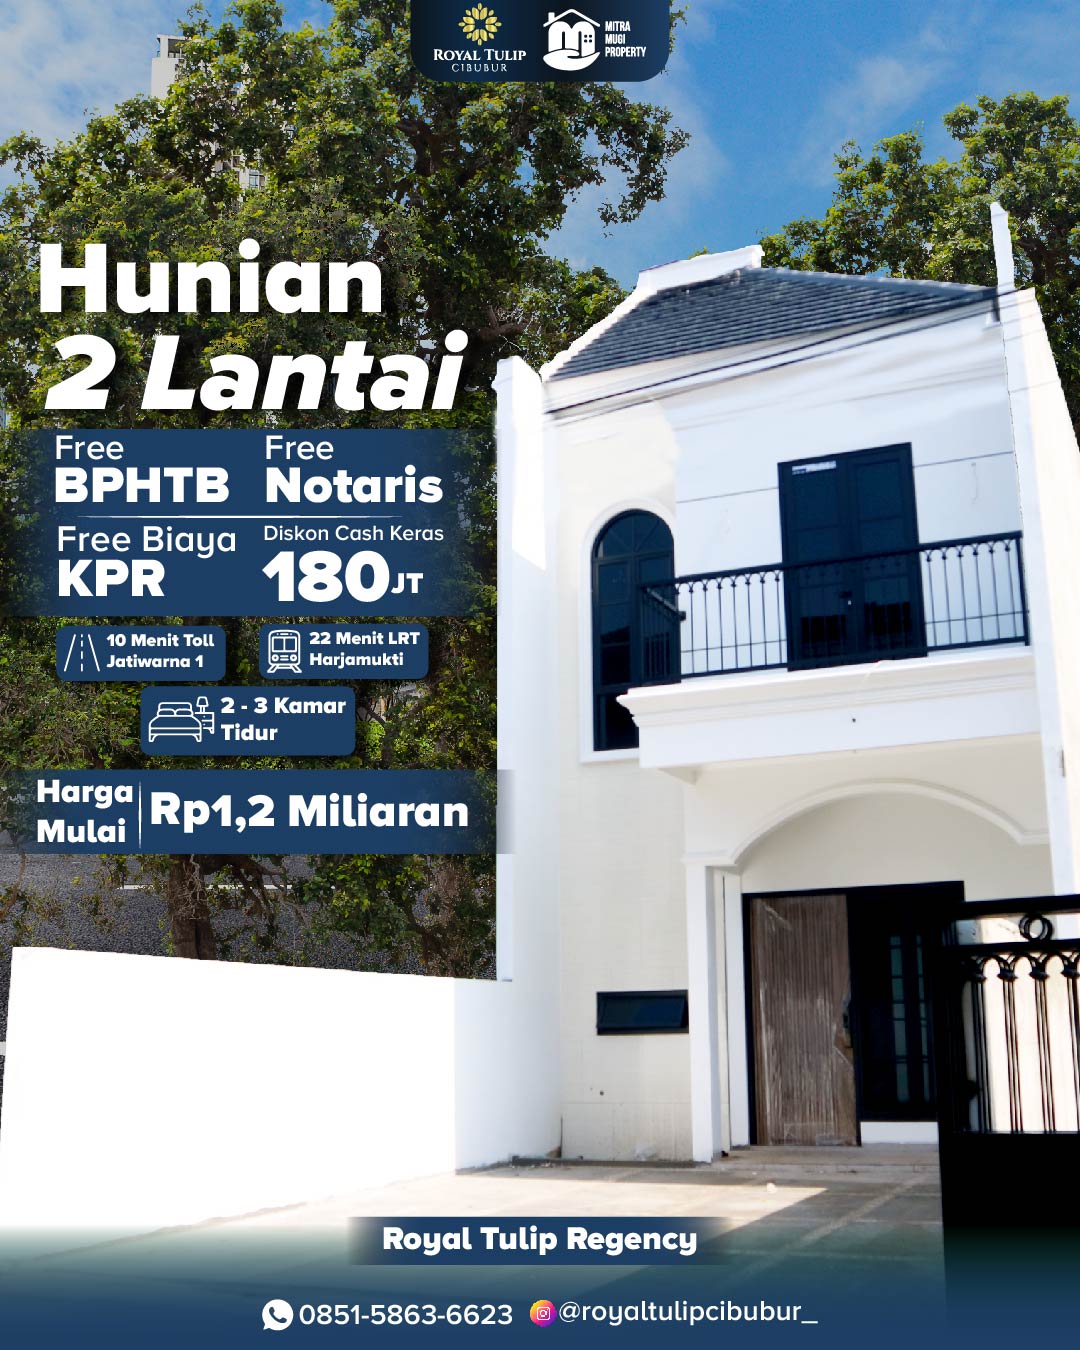 ROYAL TULIP
CIBUBUR
MITRA
MUGI
PROPERTY
Hunian
2 Lantai
Free
BPHTB
Free
Notaris
Free Biaya
KPR
Diskon Cash Keras
180 JT
10 Menit Toll
Jatiwarna 1
22 Menit LRT
Harjamukti
2 - 3 Kamar
Tidur
Harga
Mulai
Rp1,2 Miliaran
Royal Tulip Regency
0851-5863-6623
@royaltulipcibubur_